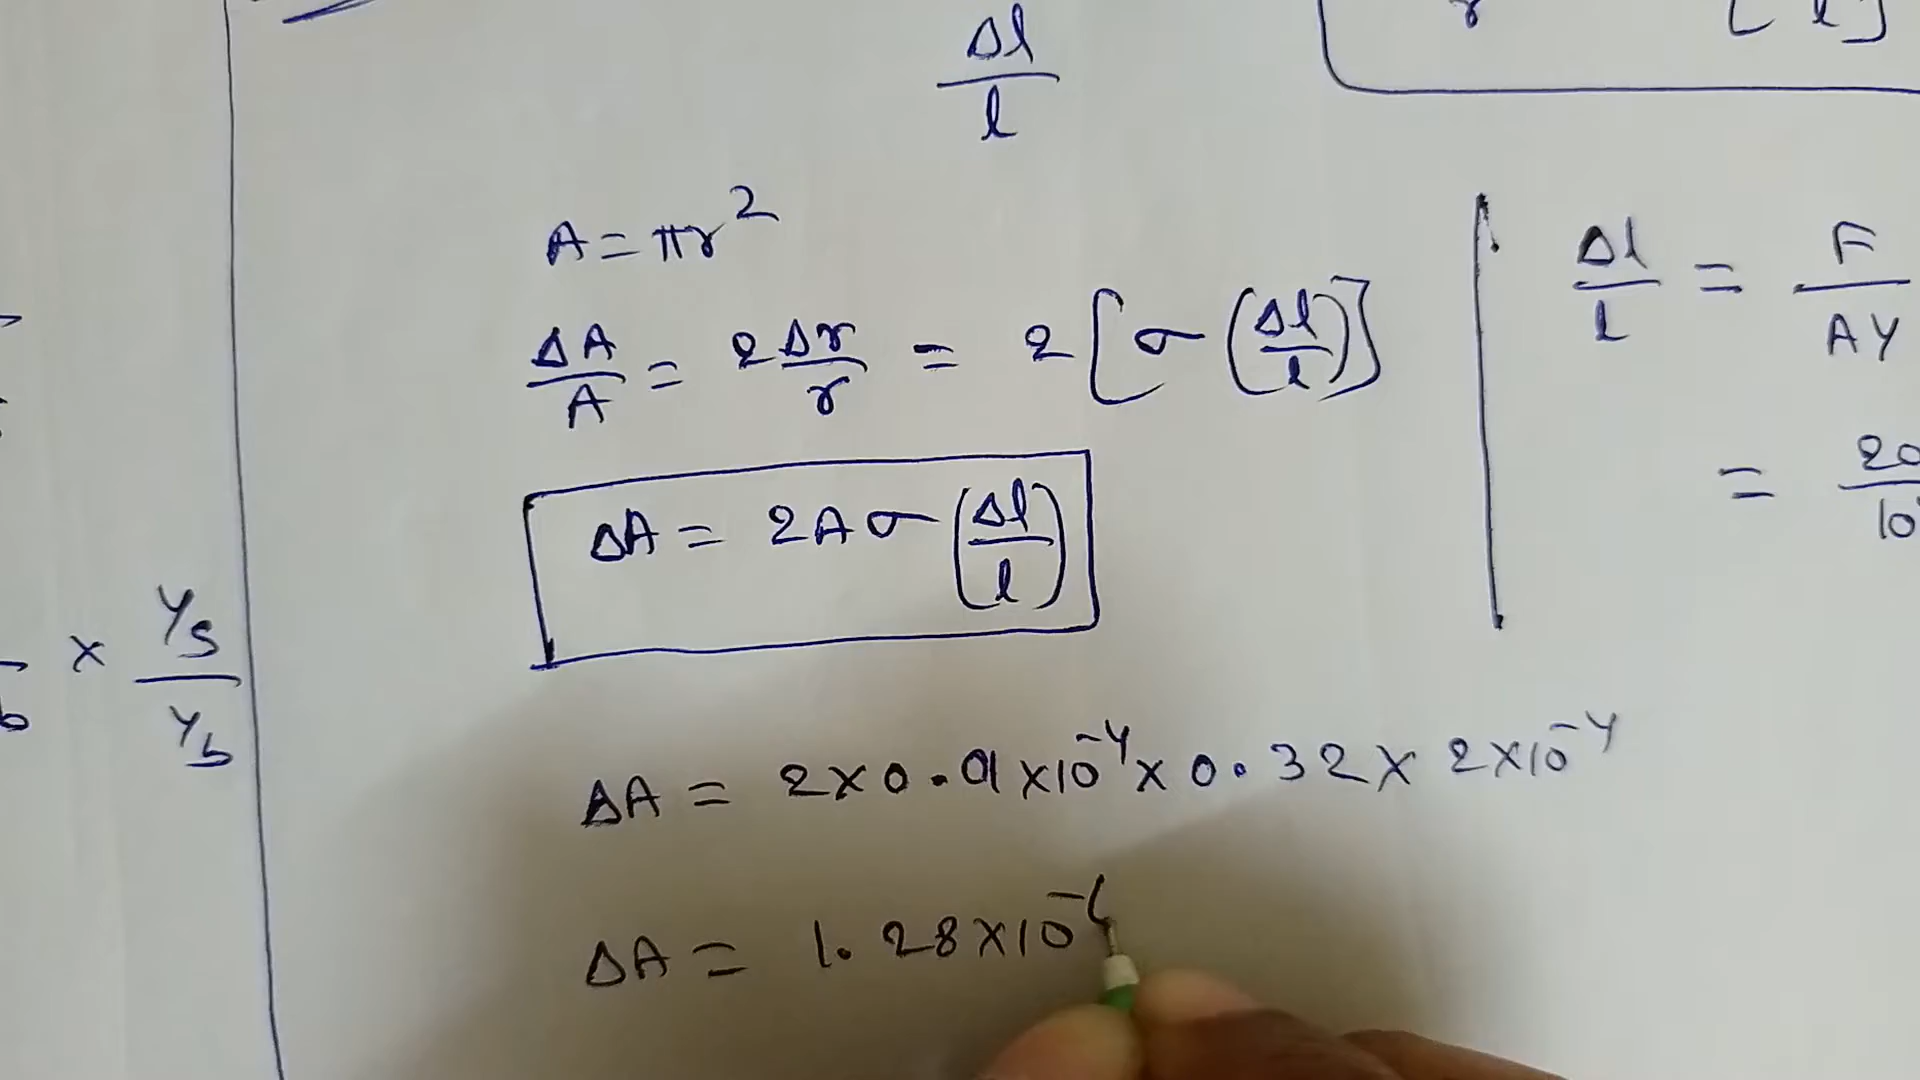 Δl/l
r [ l ]
A = πr²
ΔA/A = 2Δr/r = 2[σ(Δl/l)]
Δl/l = F/AY
ΔA = 2Aσ(Δl/l)
= 20
× Ys/Yb
ΔA = 2×0.01×10⁻⁴×0.32×2×10⁻⁴
ΔA = 1.28×10⁻